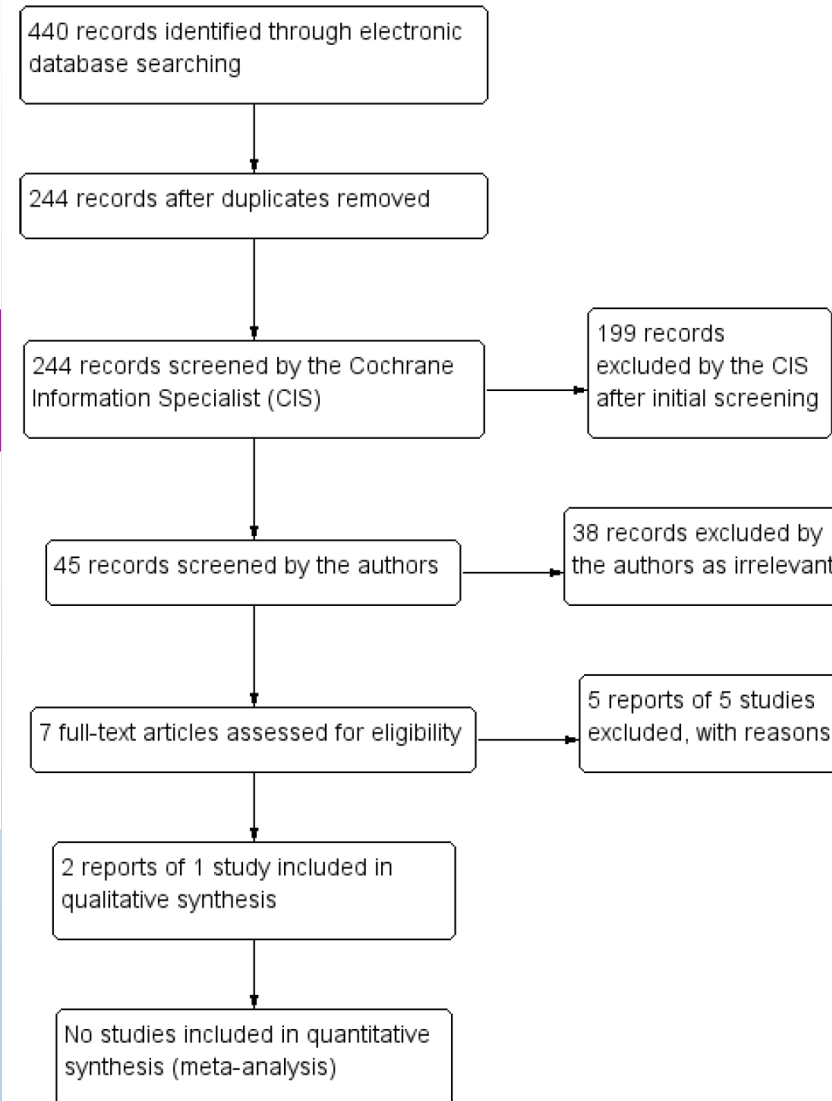 440 records identified through electronic
database searching
244 records after duplicates removed
244 records screened by the Cochrane
Information Specialist (CIS)
199 records
excluded by the CIS
after initial screening
45 records screened by the authors
38 records excluded by
the authors as irrelevant
7 full-text articles assessed for eligibility
5 reports of 5 studies
excluded, with reasons
2 reports of 1 study included in
qualitative synthesis
No studies included in quantitative
synthesis (meta-analysis)